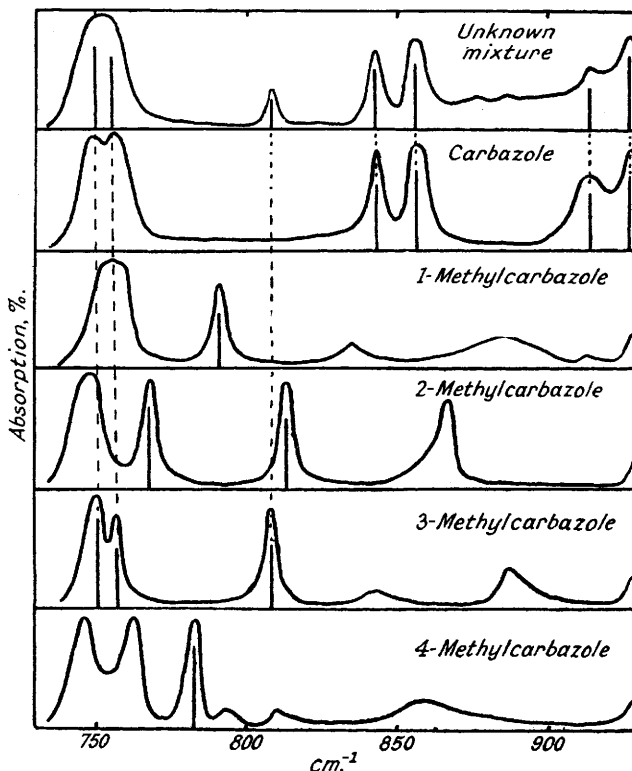 Unknown
mixture
Carbazole
1-Methylcarbazole
2-Methylcarbazole
3-Methylcarbazole
4-Methylcarbazole
Absorption, %.
750 800 850 900
cm.⁻¹